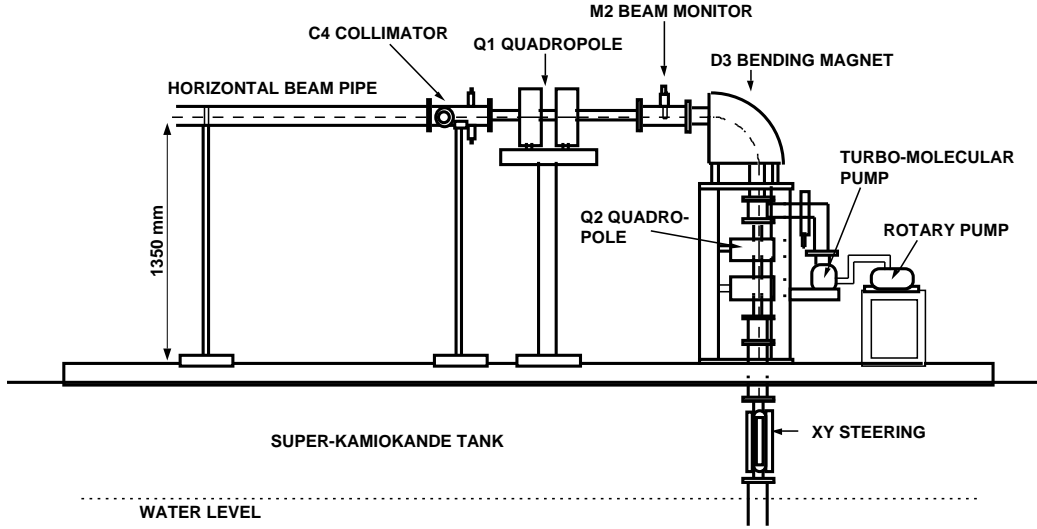 M2 BEAM MONITOR
C4 COLLIMATOR
Q1 QUADROPOLE
D3 BENDING MAGNET
HORIZONTAL BEAM PIPE
TURBO-MOLECULAR
PUMP
Q2 QUADRO-
POLE
ROTARY PUMP
1350 mm
XY STEERING
SUPER-KAMIOKANDE TANK
WATER LEVEL